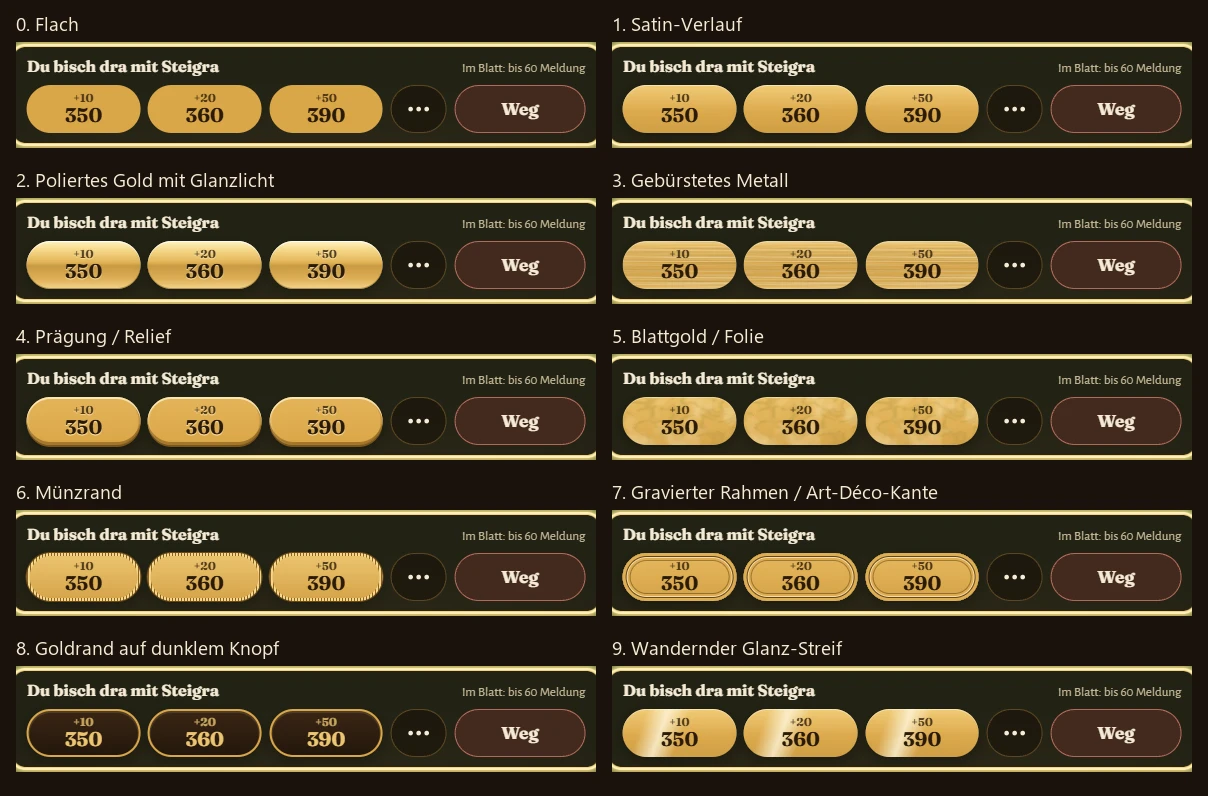 0. Flach
Du bisch dra mit Steigra
Im Blatt: bis 60 Meldung
+10 +20 +50
350 360 390 ••• Weg
1. Satin-Verlauf
Du bisch dra mit Steigra
Im Blatt: bis 60 Meldung
+10 +20 +50
350 360 390 ••• Weg
2. Poliertes Gold mit Glanzlicht
Du bisch dra mit Steigra
Im Blatt: bis 60 Meldung
+10 +20 +50
350 360 390 ••• Weg
3. Gebürstetes Metall
Du bisch dra mit Steigra
Im Blatt: bis 60 Meldung
+10 +20 +50
350 360 390 ••• Weg
4. Prägung / Relief
Du bisch dra mit Steigra
Im Blatt: bis 60 Meldung
+10 +20 +50
350 360 390 ••• Weg
5. Blattgold / Folie
Du bisch dra mit Steigra
Im Blatt: bis 60 Meldung
+10 +20 +50
350 360 390 ••• Weg
6. Münzrand
Du bisch dra mit Steigra
Im Blatt: bis 60 Meldung
+10 +20 +50
350 360 390 ••• Weg
7. Gravierter Rahmen / Art-Déco-Kante
Du bisch dra mit Steigra
Im Blatt: bis 60 Meldung
+10 +20 +50
350 360 390 ••• Weg
8. Goldrand auf dunklem Knopf
Du bisch dra mit Steigra
Im Blatt: bis 60 Meldung
+10 +20 +50
350 360 390 ••• Weg
9. Wandernder Glanz-Streif
Du bisch dra mit Steigra
Im Blatt: bis 60 Meldung
+10 +20 +50
350 360 390 ••• Weg